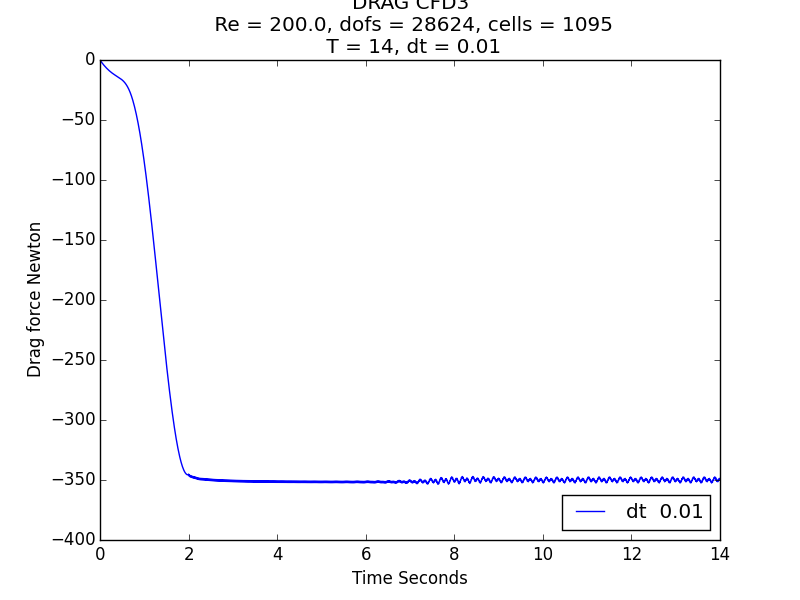 DRAG CFD3
Re = 200.0, dofs = 28624, cells = 1095
T = 14, dt = 0.01
0
−50
−100
−150
−200
−250
−300
−350
−400
Drag force Newton
dt 0.01
0 2 4 6 8 10 12 14
Time Seconds